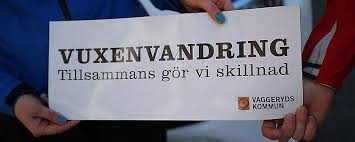 VUXENVANDRING
Tillsammans gör vi skillnad
VAGGERYDS
KOMMUN